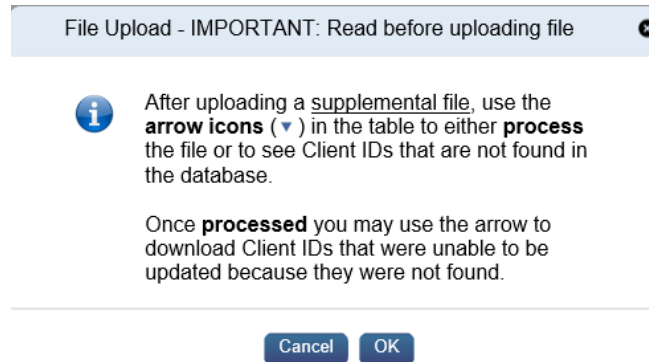 File Upload - IMPORTANT: Read before uploading file
After uploading a supplemental file, use the
arrow icons ( ▼ ) in the table to either process
the file or to see Client IDs that are not found in
the database.
Once processed you may use the arrow to
download Client IDs that were unable to be
updated because they were not found.
Cancel OK